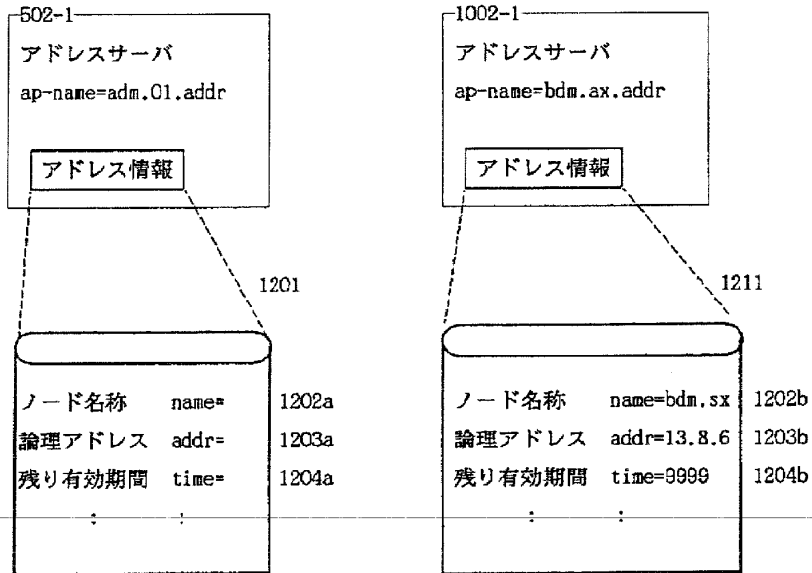 502-1
アドレスサーバ
ap-name=adm.01.addr
アドレス情報
1201
ノード名称 name= 1202a
論理アドレス addr= 1203a
残り有効期間 time= 1204a
: :
1002-1
アドレスサーバ
ap-name=bdm.ax.addr
アドレス情報
1211
ノード名称 name=bdm.sx 1202b
論理アドレス addr=13.8.6 1203b
残り有効期間 time=9999 1204b
: :